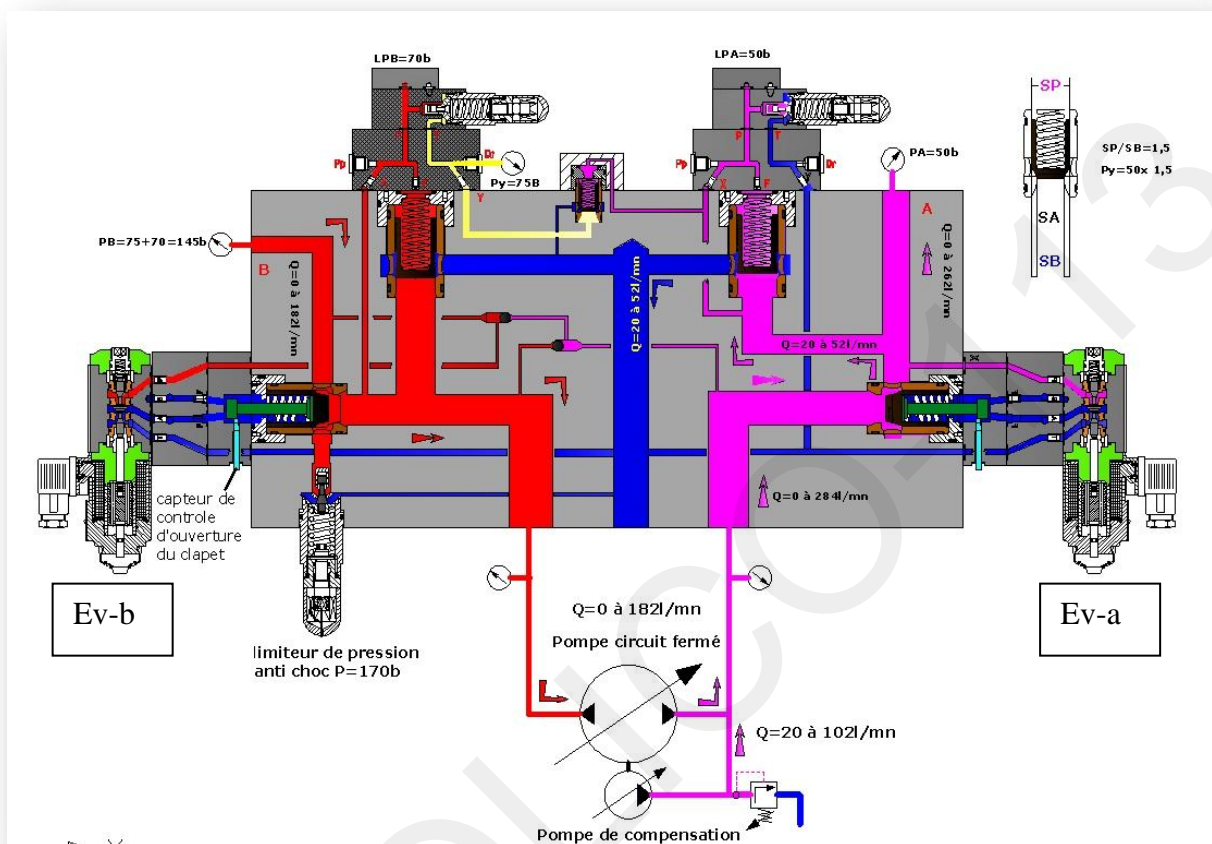 LPB=70b
LPA=50b
SP
SP/SB=1,5
Py=50x 1,5
SA
SB
Pp
Dr
X
F
Y
Py=75B
P
T
Pp
Dr
X
F
PA=50b
A
PB=75+70=145b
B
Q=0 à 182l/mn
Q=20 à 52l/mn
Q=0 à 262l/mn
Q=20 à 52l/mn
Q=0 à 284l/mn
capteur de
controle
d'ouverture
du clapet
Ev-b
Ev-a
limiteur de pression
anti choc P=170b
Q=0 à 182l/mn
Pompe circuit fermé
Q=20 à 102l/mn
Pompe de compensation